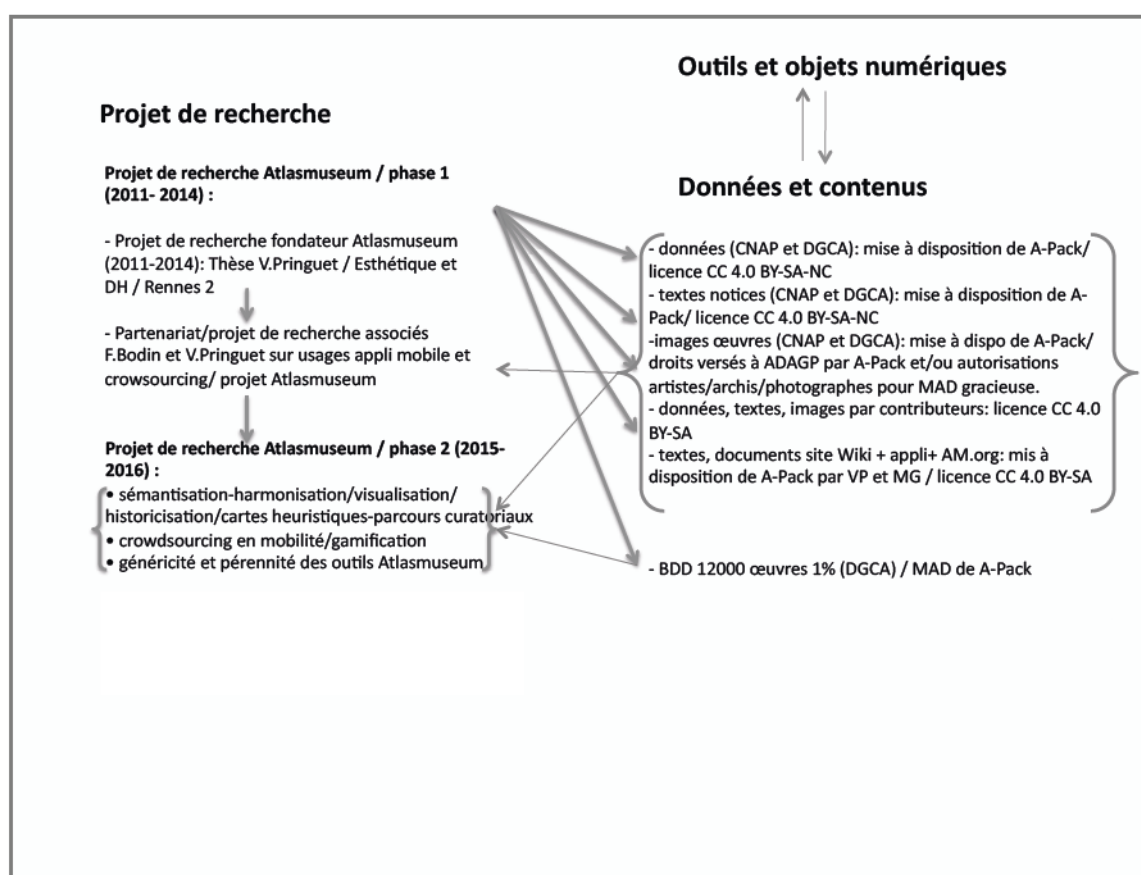 Outils et objets numériques
Projet de recherche
Projet de recherche Atlasmuseum / phase 1
(2011- 2014) :
- Projet de recherche fondateur Atlasmuseum
(2011-2014): Thèse V.Pringuet / Esthétique et
DH / Rennes 2
- Partenariat/projet de recherche associés
F.Bodin et V.Pringuet sur usages appli mobile et
crowsourcing/ projet Atlasmuseum
Projet de recherche Atlasmuseum / phase 2 (2015-
2016) :
• sémantisation-harmonisation/visualisation/
historicisation/cartes heuristiques-parcours curatoriaux
• crowdsourcing en mobilité/gamification
• généricité et pérennité des outils Atlasmuseum
Données et contenus
- données (CNAP et DGCA): mise à disposition de A-Pack/
licence CC 4.0 BY-SA-NC
- textes notices (CNAP et DGCA): mise à disposition de A-
Pack/ licence CC 4.0 BY-SA-NC
-images œuvres (CNAP et DGCA): mise à dispo de A-Pack/
droits versés à ADAGP par A-Pack et/ou autorisations
artistes/archis/photographes pour MAD gracieuse.
- données, textes, images par contributeurs: licence CC 4.0
BY-SA
- textes, documents site Wiki + appli+ AM.org: mis à
disposition de A-Pack par VP et MG / licence CC 4.0 BY-SA
- BDD 12000 œuvres 1% (DGCA) / MAD de A-Pack